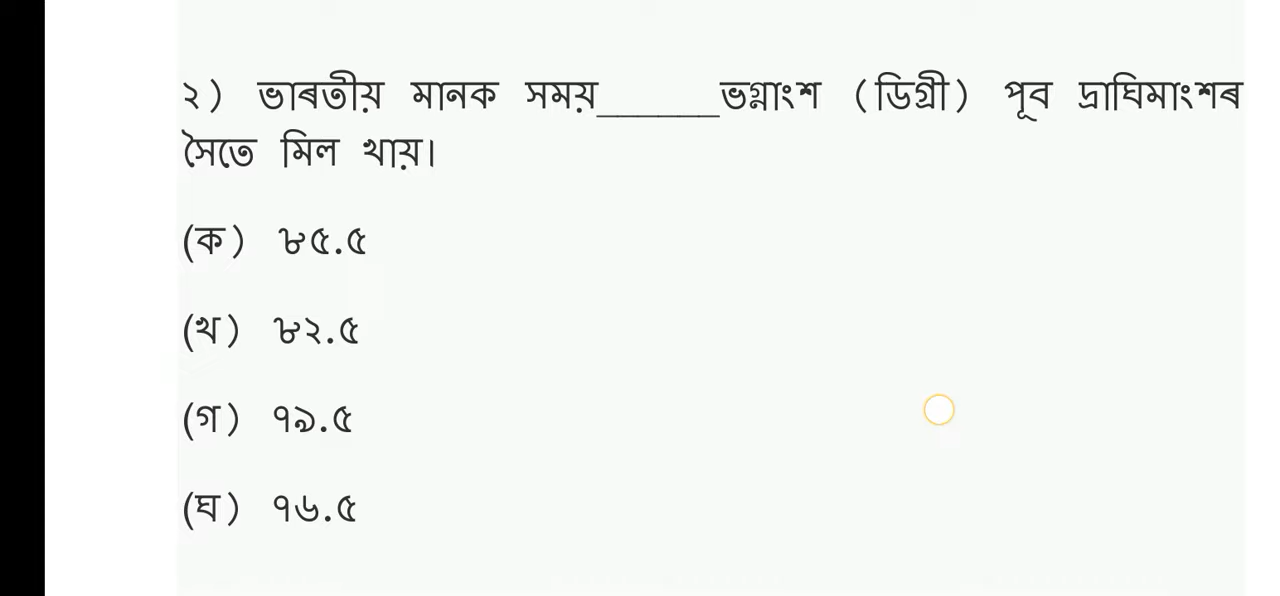 ২) ভাৰতীয় মানক সময়______ভগ্নাংশ (ডিগ্ৰী) পূব দ্ৰাঘিমাংশৰ
সৈতে মিল খায়।
(ক) ৮৫.৫
(খ) ৮২.৫
(গ) ৭৯.৫
(ঘ) ৭৬.৫